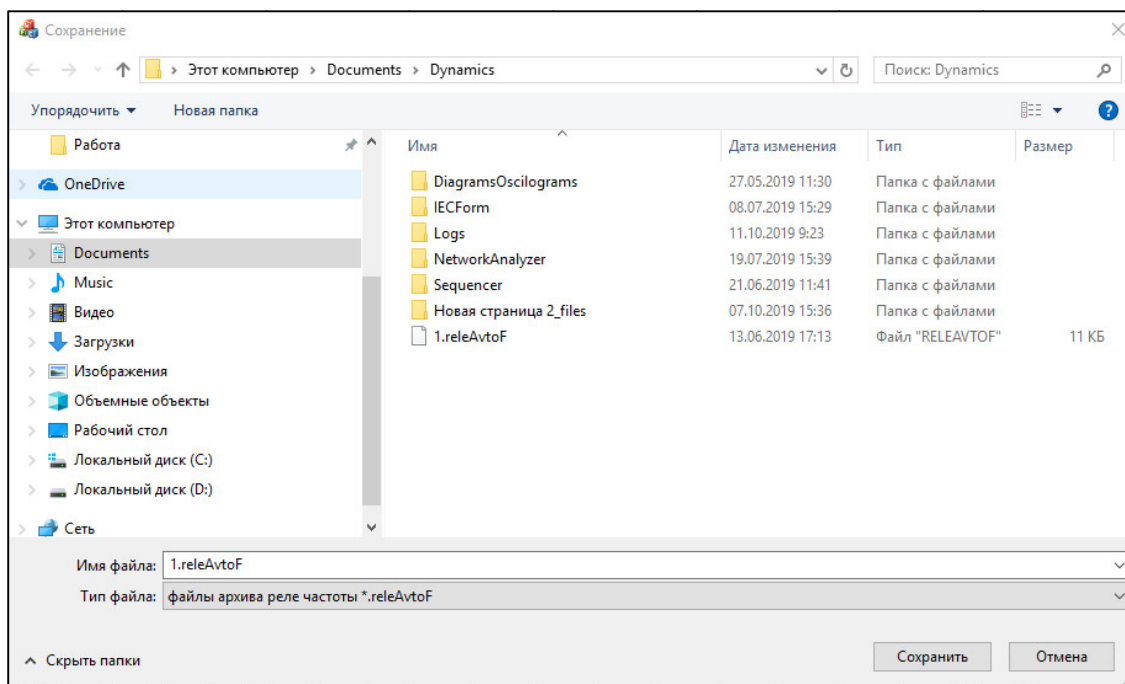 Сохранение
Этот компьютер > Documents > Dynamics
Поиск: Dynamics
Упорядочить Новая папка
?
Имя Дата изменения Тип Размер
Работа
OneDrive
Этот компьютер
Documents
Music
Видео
Загрузки
Изображения
Объемные объекты
Рабочий стол
Локальный диск (C:)
Локальный диск (D:)
Сеть
DiagramsOscilograms 27.05.2019 11:30 Папка с файлами
IECForm 08.07.2019 15:29 Папка с файлами
Logs 11.10.2019 9:23 Папка с файлами
NetworkAnalyzer 19.07.2019 15:39 Папка с файлами
Sequencer 21.06.2019 11:41 Папка с файлами
Новая страница 2_files 07.10.2019 15:36 Папка с файлами
1.releAvtoF 13.06.2019 17:13 Файл "RELEAVTOF" 11 КБ
Имя файла: 1.releAvtoF
Тип файла: файлы архива реле частоты *.releAvtoF
Скрыть папки
Сохранить Отмена